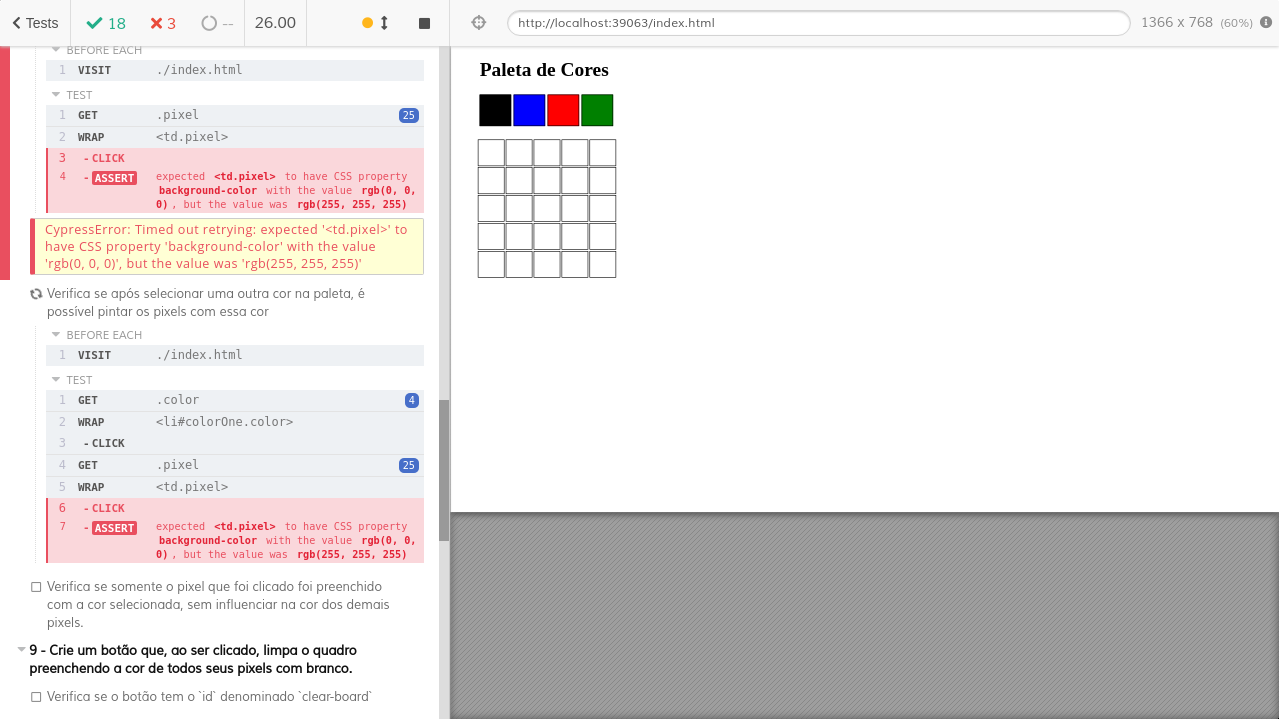 Tests 18 3 -- 26.00
http://localhost:39063/index.html 1366 x 768 (60%)
BEFORE EACH
1 VISIT ./index.html
TEST
1 GET .pixel 25
2 WRAP <td.pixel>
3 - CLICK
4 - ASSERT expected <td.pixel> to have CSS property
background-color with the value rgb(0, 0,
0) , but the value was rgb(255, 255, 255)
CypressError: Timed out retrying: expected '<td.pixel>' to
have CSS property 'background-color' with the value
'rgb(0, 0, 0)', but the value was 'rgb(255, 255, 255)'
Verifica se após selecionar uma outra cor na paleta, é
possível pintar os pixels com essa cor
BEFORE EACH
1 VISIT ./index.html
TEST
1 GET .color 4
2 WRAP <li#colorOne.color>
3 - CLICK
4 GET .pixel 25
5 WRAP <td.pixel>
6 - CLICK
7 - ASSERT expected <td.pixel> to have CSS property
background-color with the value rgb(0, 0,
0) , but the value was rgb(255, 255, 255)
Verifica se somente o pixel que foi clicado foi preenchido
com a cor selecionada, sem influenciar na cor dos demais
pixels.
9 - Crie um botão que, ao ser clicado, limpa o quadro
preenchendo a cor de todos seus pixels com branco.
Verifica se o botão tem o `id` denominado `clear-board`
Paleta de Cores